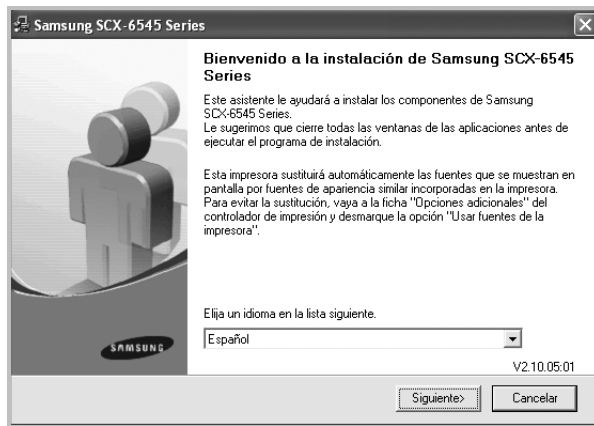 Samsung SCX-6545 Series
Bienvenido a la instalación de Samsung SCX-6545
Series
Este asistente le ayudará a instalar los componentes de Samsung
SCX-6545 Series.
Le sugerimos que cierre todas las ventanas de las aplicaciones antes de
ejecutar el programa de instalación.
Esta impresora sustituirá automáticamente las fuentes que se muestran en
pantalla por fuentes de apariencia similar incorporadas en la impresora.
Para evitar la sustitución, vaya a la ficha "Opciones adicionales" del
controlador de impresión y desmarque la opción "Usar fuentes de la
impresora".
Elija un idioma en la lista siguiente.
Español
SAMSUNG
V2.10.05:01
Siguiente>
Cancelar